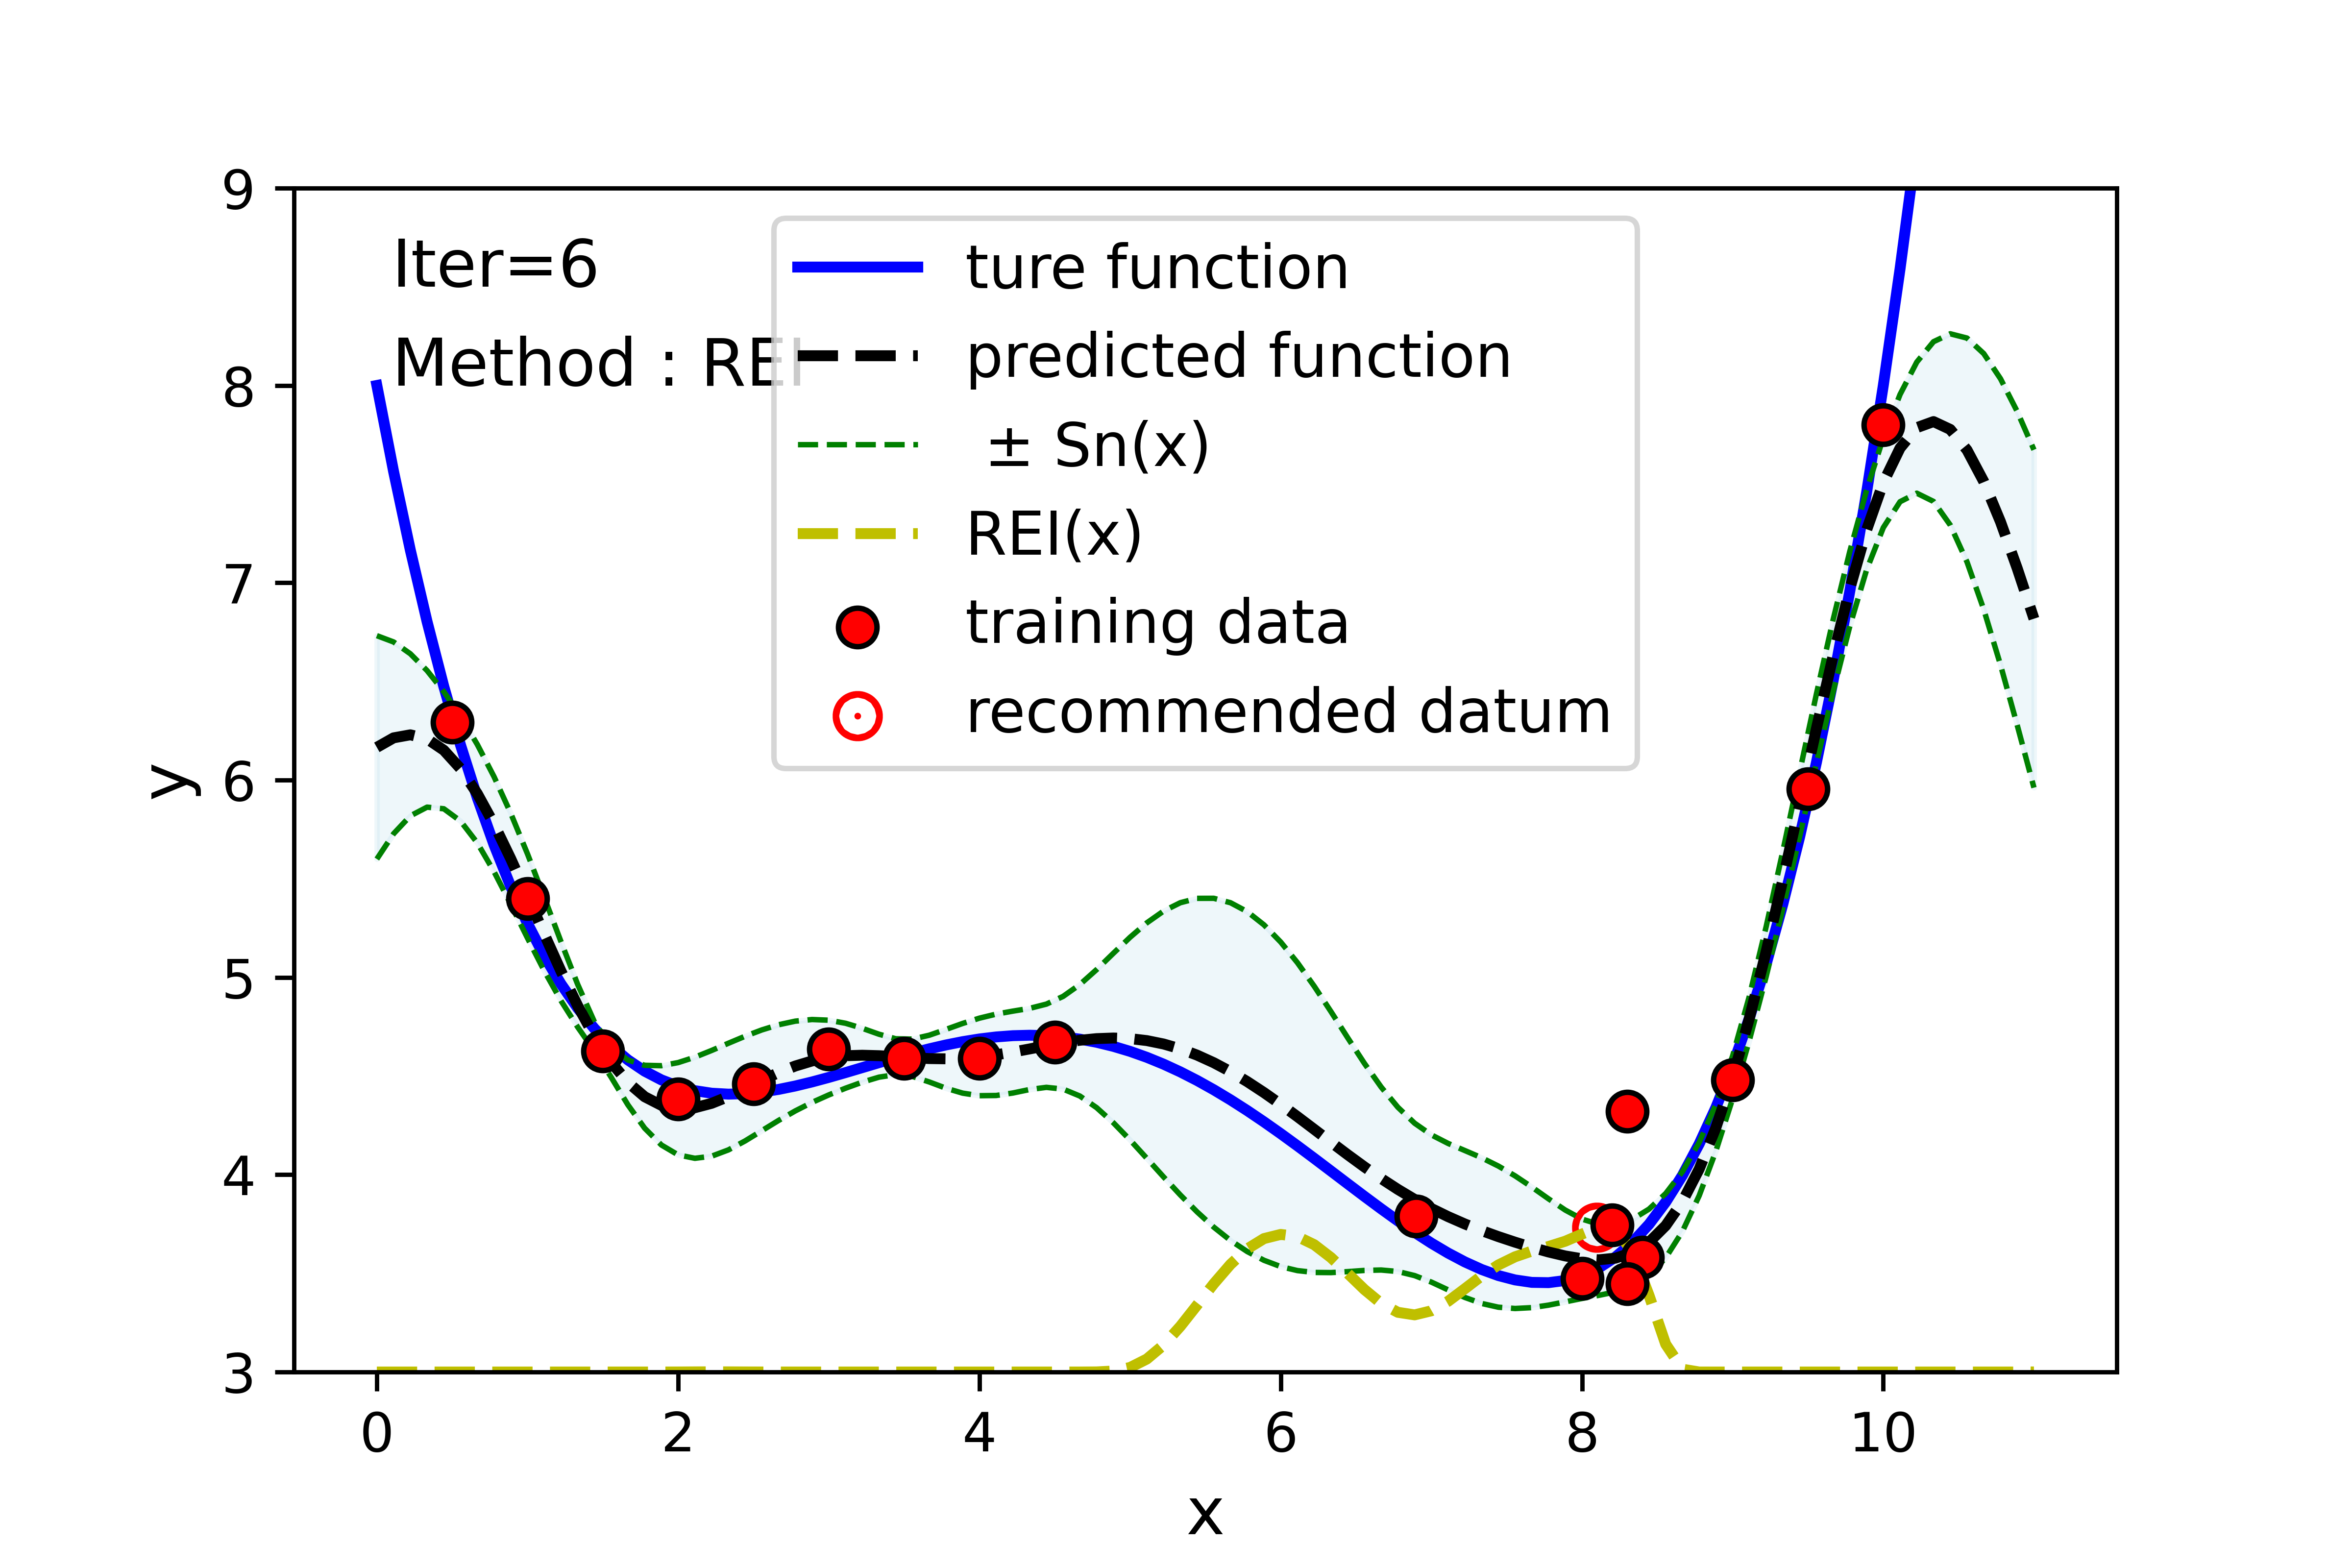 Iter=6
Method : REI
ture function
predicted function
± Sn(x)
REI(x)
training data
recommended datum
y
9
8
7
6
5
4
3
0 2 4 6 8 10
x